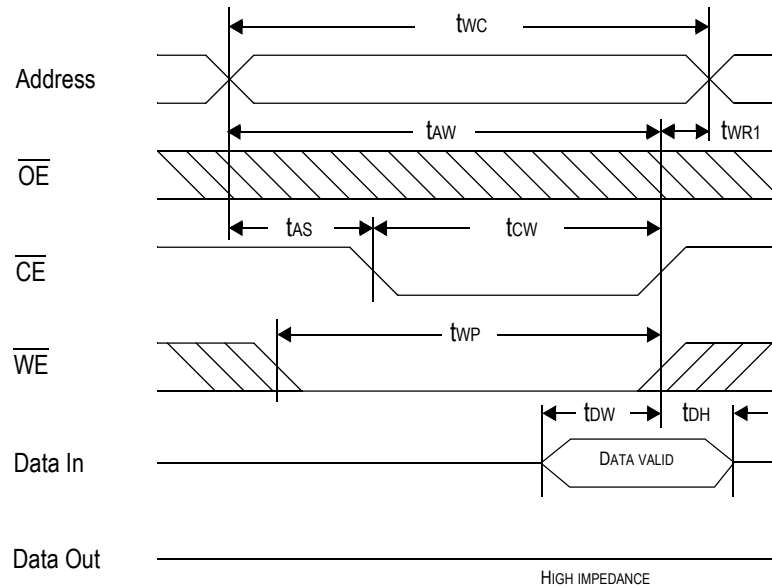 tWC
Address
tAW
tWR1
OE
tAS
tCW
CE
tWP
WE
tDW
tDH
Data In
DATA VALID
Data Out
HIGH IMPEDANCE